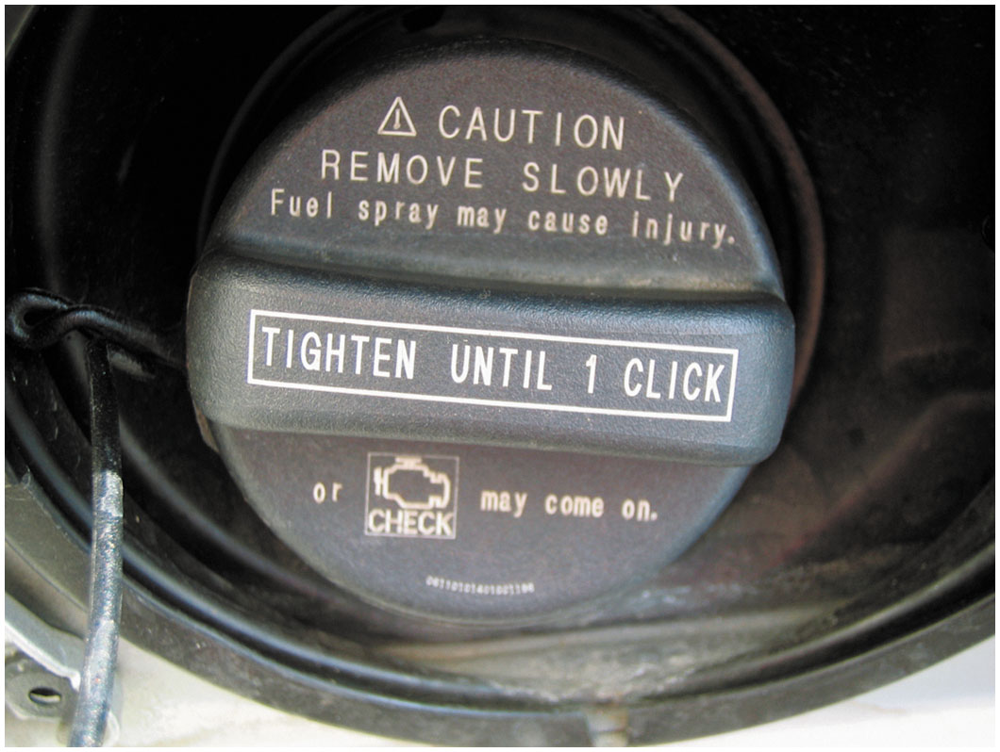 CAUTION
REMOVE SLOWLY
Fuel spray may cause injury.
TIGHTEN UNTIL 1 CLICK
or CHECK may come on.